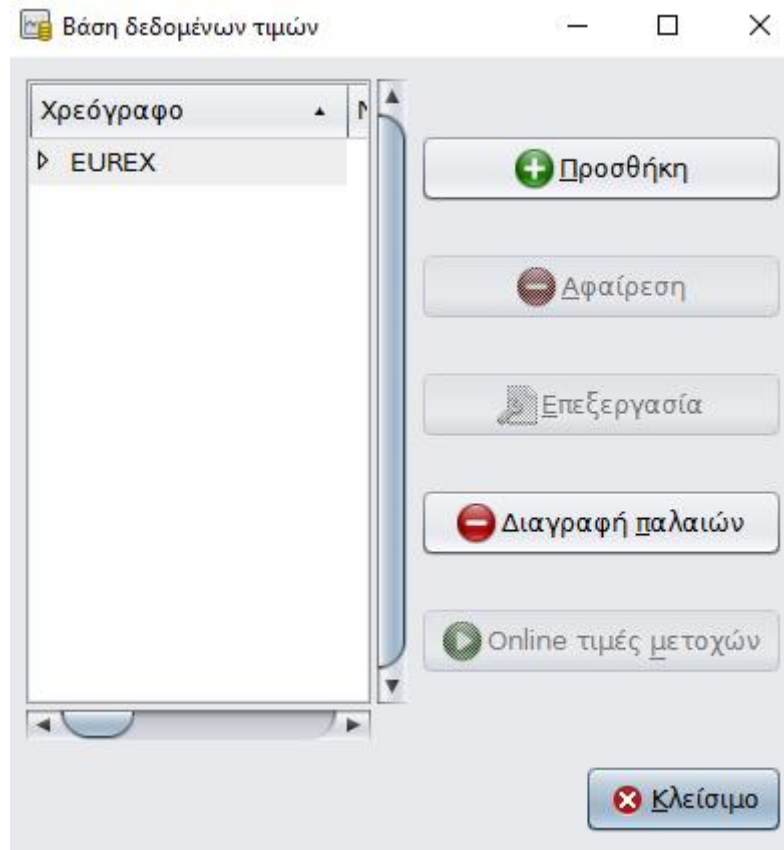 Βάση δεδομένων τιμών
Χρεόγραφο
EUREX
Προσθήκη
Αφαίρεση
Επεξεργασία
Διαγραφή παλαιών
Online τιμές μετοχών
Κλείσιμο